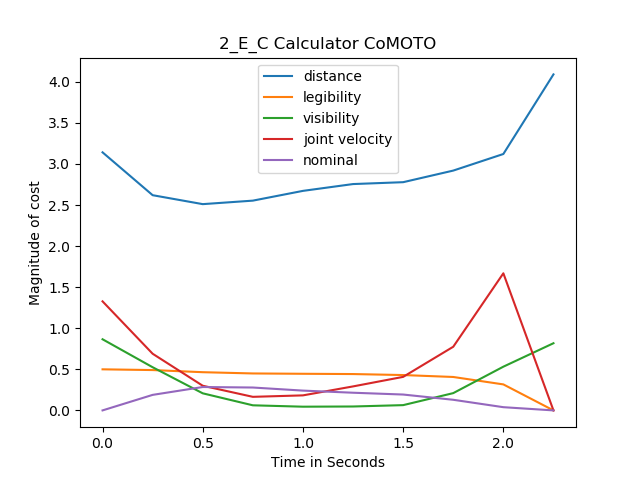 2_E_C Calculator CoMOTO
distance
legibility
visibility
joint velocity
nominal
Magnitude of cost
4.0
3.5
3.0
2.5
2.0
1.5
1.0
0.5
0.0
0.0 0.5 1.0 1.5 2.0
Time in Seconds